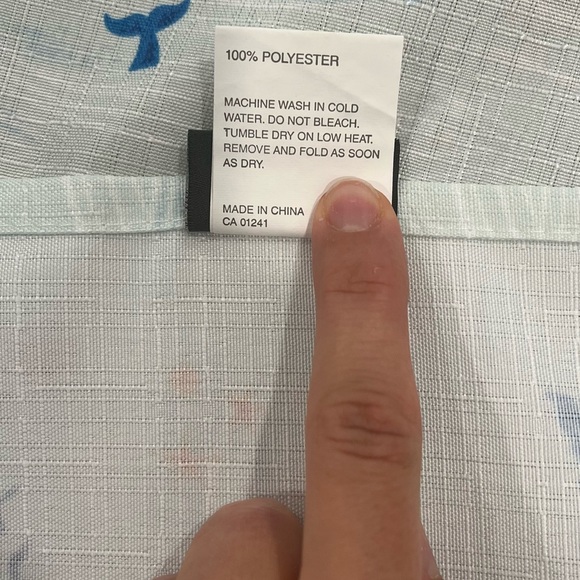 100% POLYESTER
MACHINE WASH IN COLD
WATER. DO NOT BLEACH.
TUMBLE DRY ON LOW HEAT.
REMOVE AND FOLD AS SOON
AS DRY.
MADE IN CHINA
CA 01241